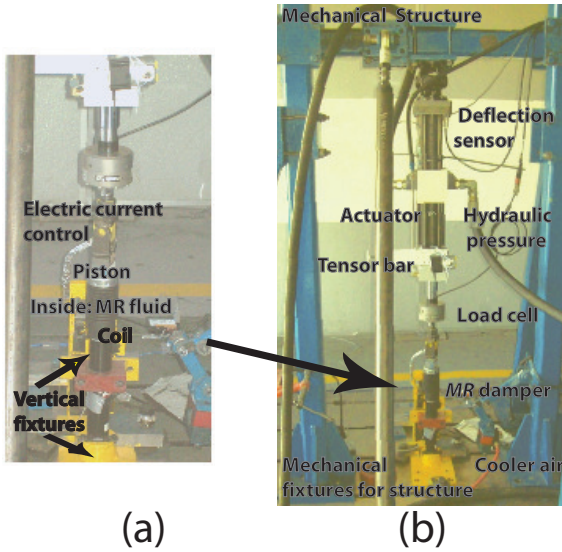 Electric current
control
Piston
Inside: MR fluid
Coil
Vertical
fixtures
(a)
Mechanical Structure
Deflection
sensor
Actuator
Hydraulic
pressure
Tensor bar
Load cell
MR damper
Mechanical
fixtures for structure
Cooler air
(b)